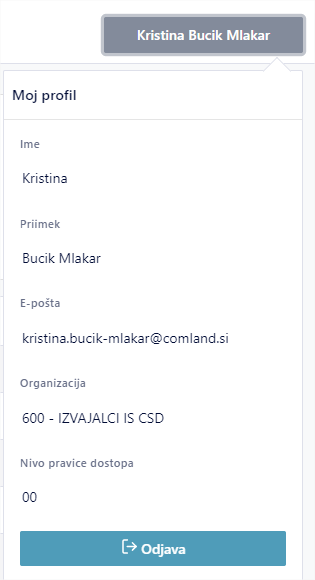 Kristina Bucik Mlakar
Moj profil
Ime
Kristina
Priimek
Bucik Mlakar
E-pošta
kristina.bucik-mlakar@comland.si
Organizacija
600 - IZVAJALCI IS CSD
Nivo pravice dostopa
00
Odjava